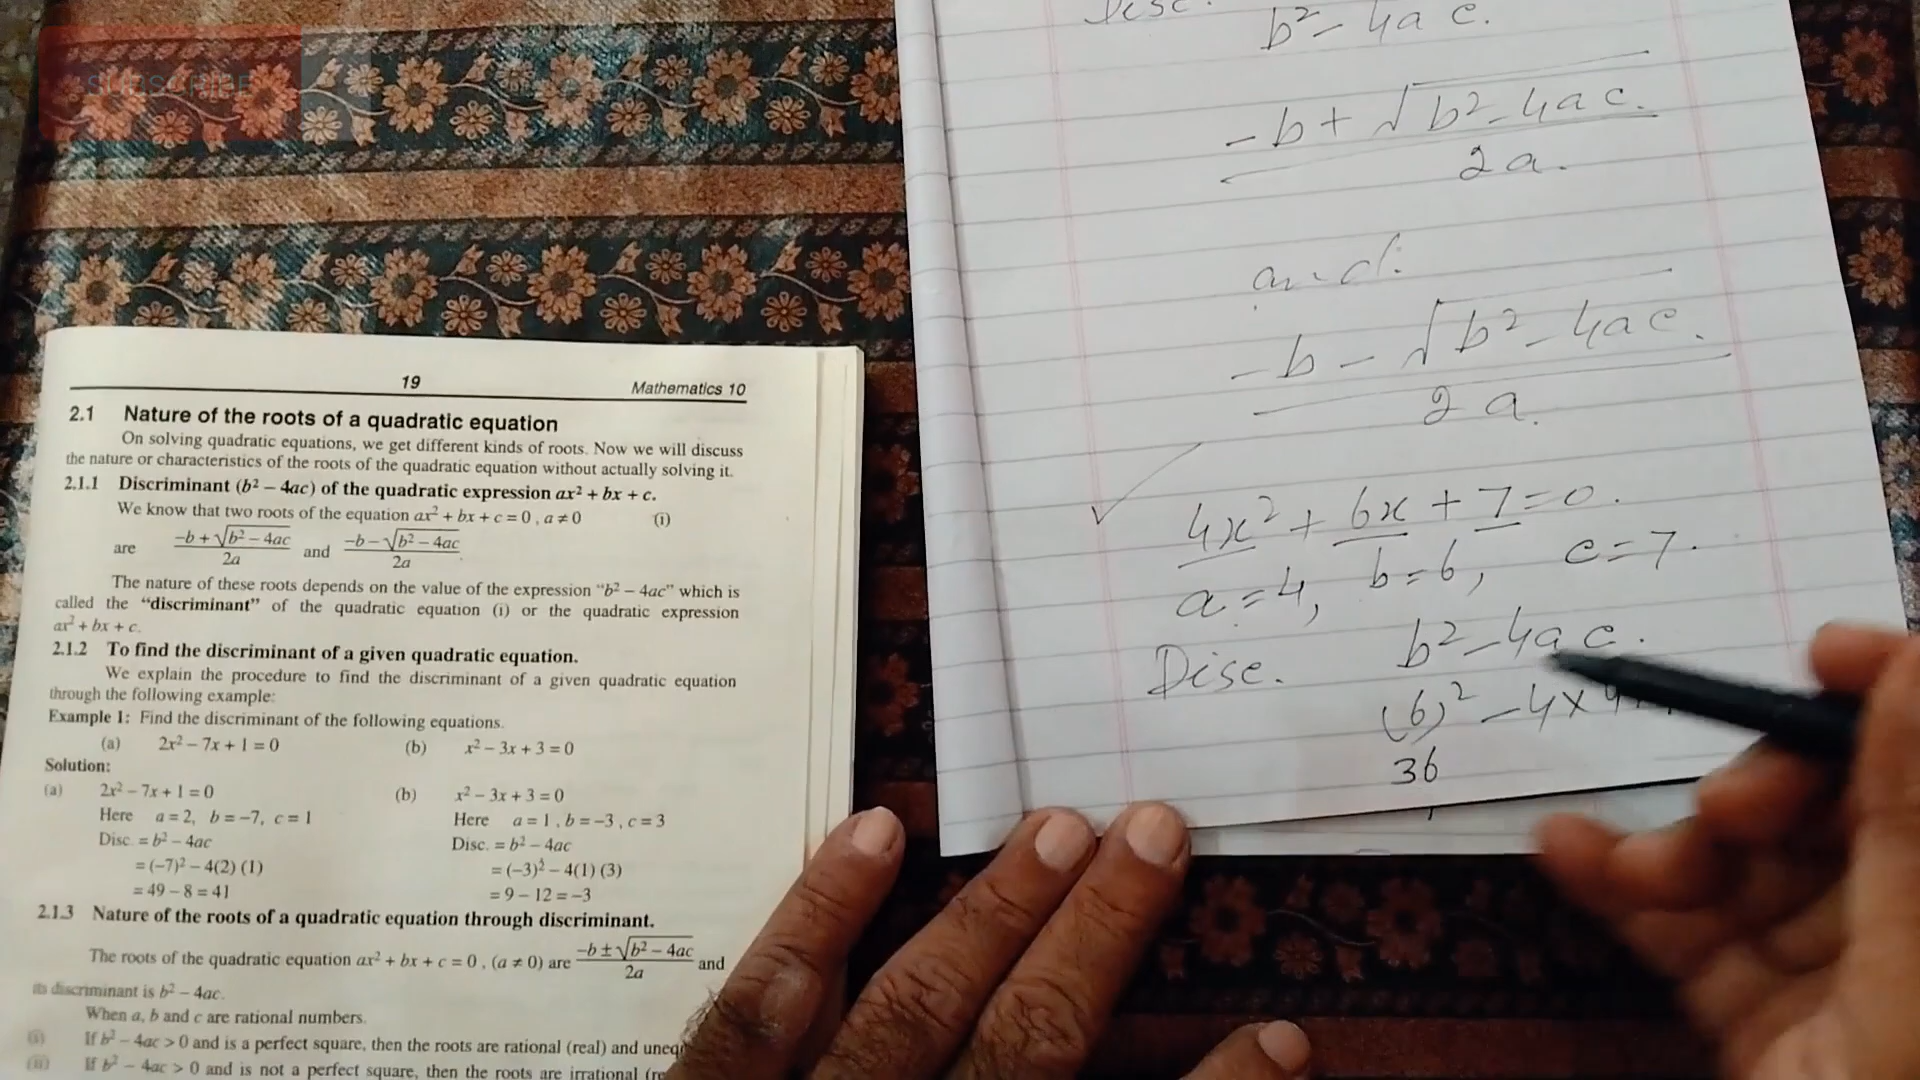 SUBSCRIBE
19
Mathematics 10
2.1 Nature of the roots of a quadratic equation
On solving quadratic equations, we get different kinds of roots. Now we will discuss
the nature or characteristics of the roots of the quadratic equation without actually solving it.
2.1.1 Discriminant (b² – 4ac) of the quadratic expression ax² + bx + c.
We know that two roots of the equation ax² + bx + c = 0 , a ≠ 0 (i)
are (–b + √(b² – 4ac))/2a and (–b – √(b² – 4ac))/2a
The nature of these roots depends on the value of the expression “b² – 4ac” which is
called the “discriminant” of the quadratic equation (i) or the quadratic expression
ax² + bx + c.
2.1.2 To find the discriminant of a given quadratic equation.
We explain the procedure to find the discriminant of a given quadratic equation
through the following example:
Example 1: Find the discriminant of the following equations.
(a) 2x² – 7x + 1 = 0 (b) x² – 3x + 3 = 0
Solution:
(a) 2x² – 7x + 1 = 0 (b) x² – 3x + 3 = 0
Here a = 2, b = –7, c = 1 Here a = 1 , b = –3 , c = 3
Disc. = b² – 4ac Disc. = b² – 4ac
= (–7)² – 4(2) (1) = (–3)² – 4(1) (3)
= 49 – 8 = 41 = 9 – 12 = –3
2.1.3 Nature of the roots of a quadratic equation through discriminant.
The roots of the quadratic equation ax² + bx + c = 0 , (a ≠ 0) are (–b ± √(b² – 4ac))/2a and
its discriminant is b² – 4ac.
When a, b and c are rational numbers.
(i) If b² – 4ac > 0 and is a perfect square, then the roots are rational (real) and
(ii) If b² – 4ac > 0 and is not a perfect square, then the roots are irrational
Disc.
b² – 4ac.
(–b + √(b² – 4ac.))/2a.
and.
(–b – √(b² – 4ac.))/2a.
4x² + 6x + 7 = 0.
a = 4, b = 6, c = 7.
Disc. b² – 4ac.
(6)² – 4 x 4
36